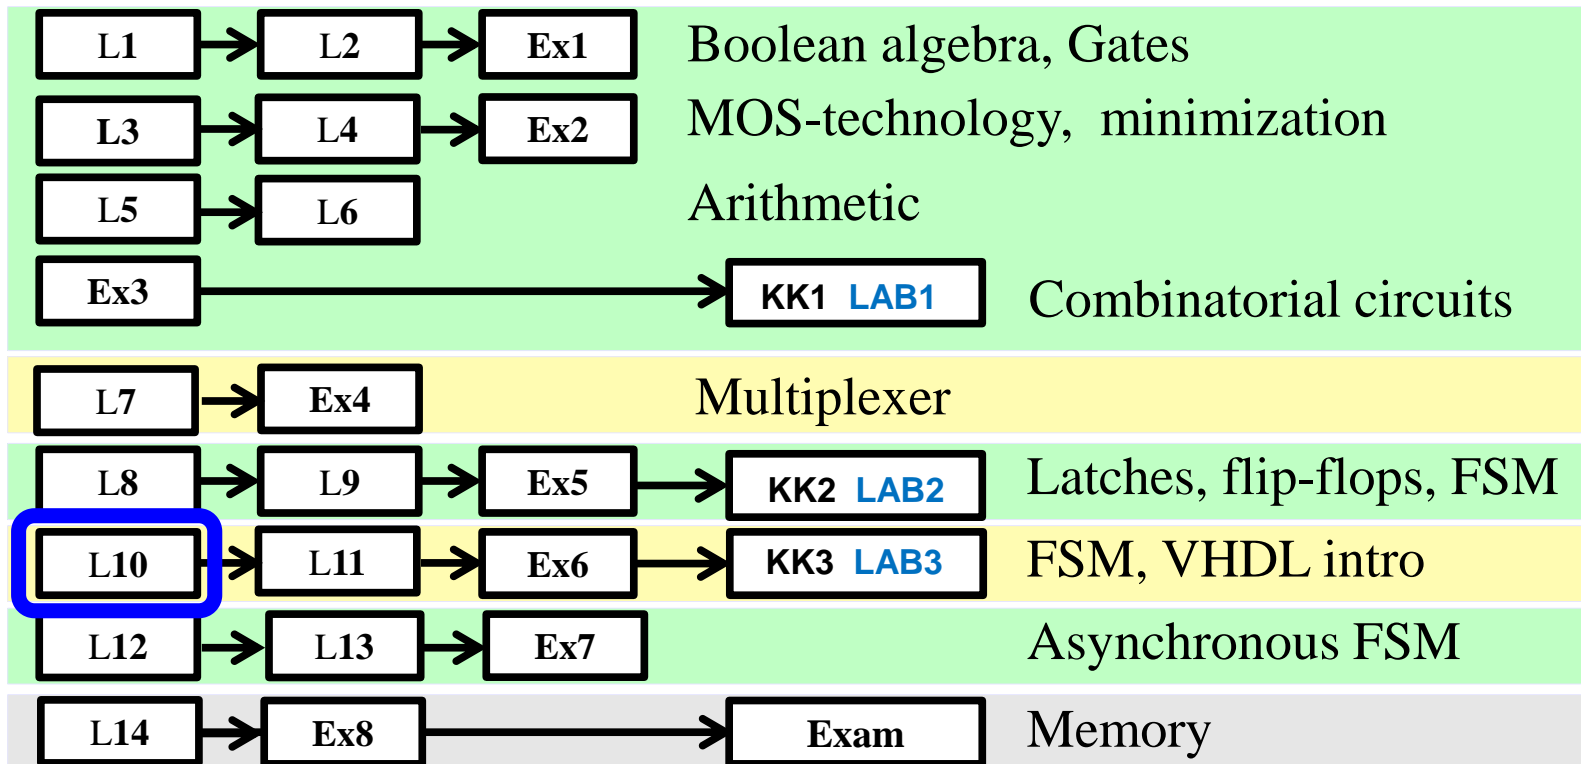 L1 L2 Ex1 Boolean algebra, Gates
L3 L4 Ex2 MOS-technology, minimization
L5 L6 Arithmetic
Ex3 KK1 LAB1 Combinatorial circuits
L7 Ex4 Multiplexer
L8 L9 Ex5 KK2 LAB2 Latches, flip-flops, FSM
L10 L11 Ex6 KK3 LAB3 FSM, VHDL intro
L12 L13 Ex7 Asynchronous FSM
L14 Ex8 Exam Memory